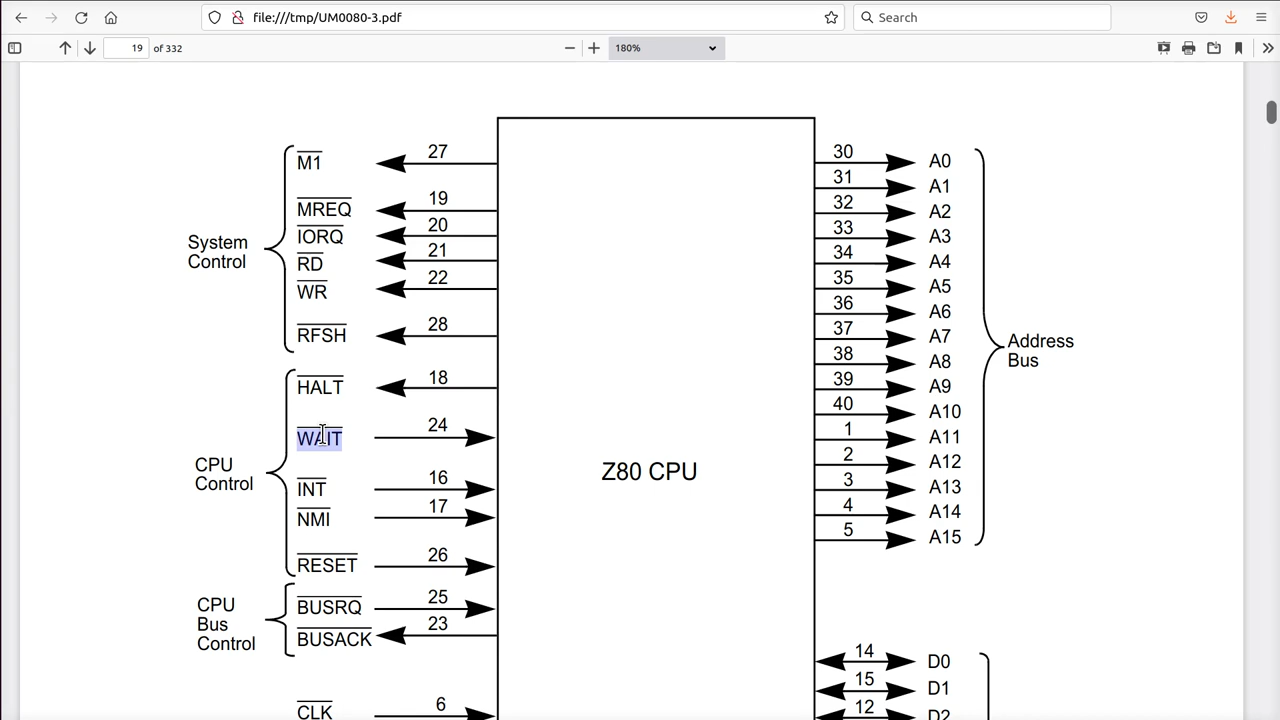 file:///tmp/UM0080-3.pdf
Search
19 of 332
180%
27
M1
19
MREQ
20
IORQ
21
RD
22
WR
28
RFSH
System
Control
18
HALT
24
WAIT
16
INT
17
NMI
26
RESET
CPU
Control
25
BUSRQ
23
BUSACK
CPU
Bus
Control
6
CLK
Z80 CPU
30
A0
31
A1
32
A2
33
A3
34
A4
35
A5
36
A6
37
A7
38
A8
39
A9
40
A10
1
A11
2
A12
3
A13
4
A14
5
A15
Address
Bus
14
D0
15
D1
12
D2